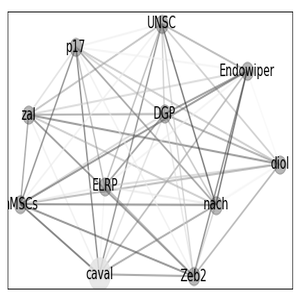 UNSC
p17
Endowiper
zal
DGP
diol
ELRP
MSCs
nach
caval
Zeb2